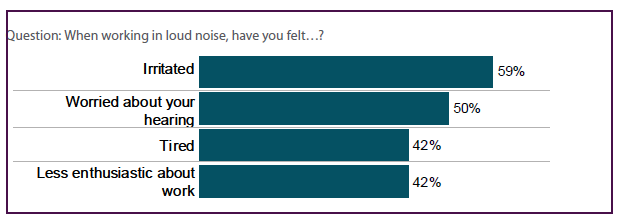 Question: When working in loud noise, have you felt…?
Irritated
59%
Worried about your
hearing
50%
Tired
42%
Less enthusiastic about
work
42%